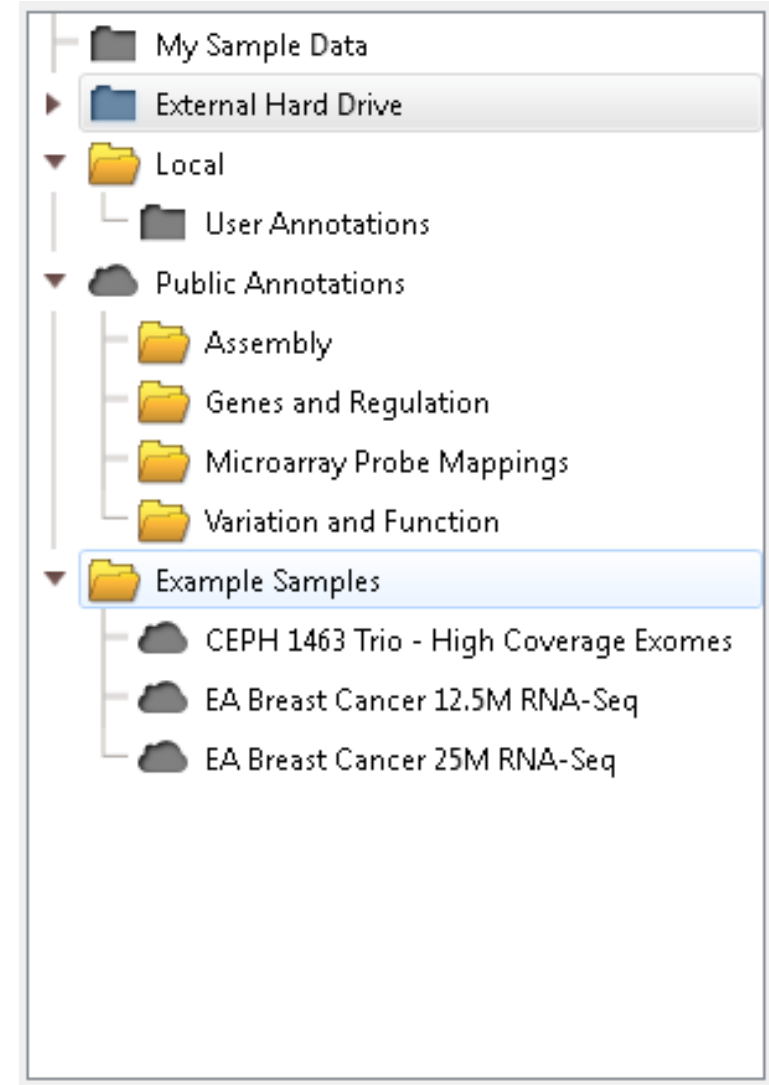 My Sample Data
External Hard Drive
Local
User Annotations
Public Annotations
Assembly
Genes and Regulation
Microarray Probe Mappings
Variation and Function
Example Samples
CEPH 1463 Trio - High Coverage Exomes
EA Breast Cancer 12.5M RNA-Seq
EA Breast Cancer 25M RNA-Seq